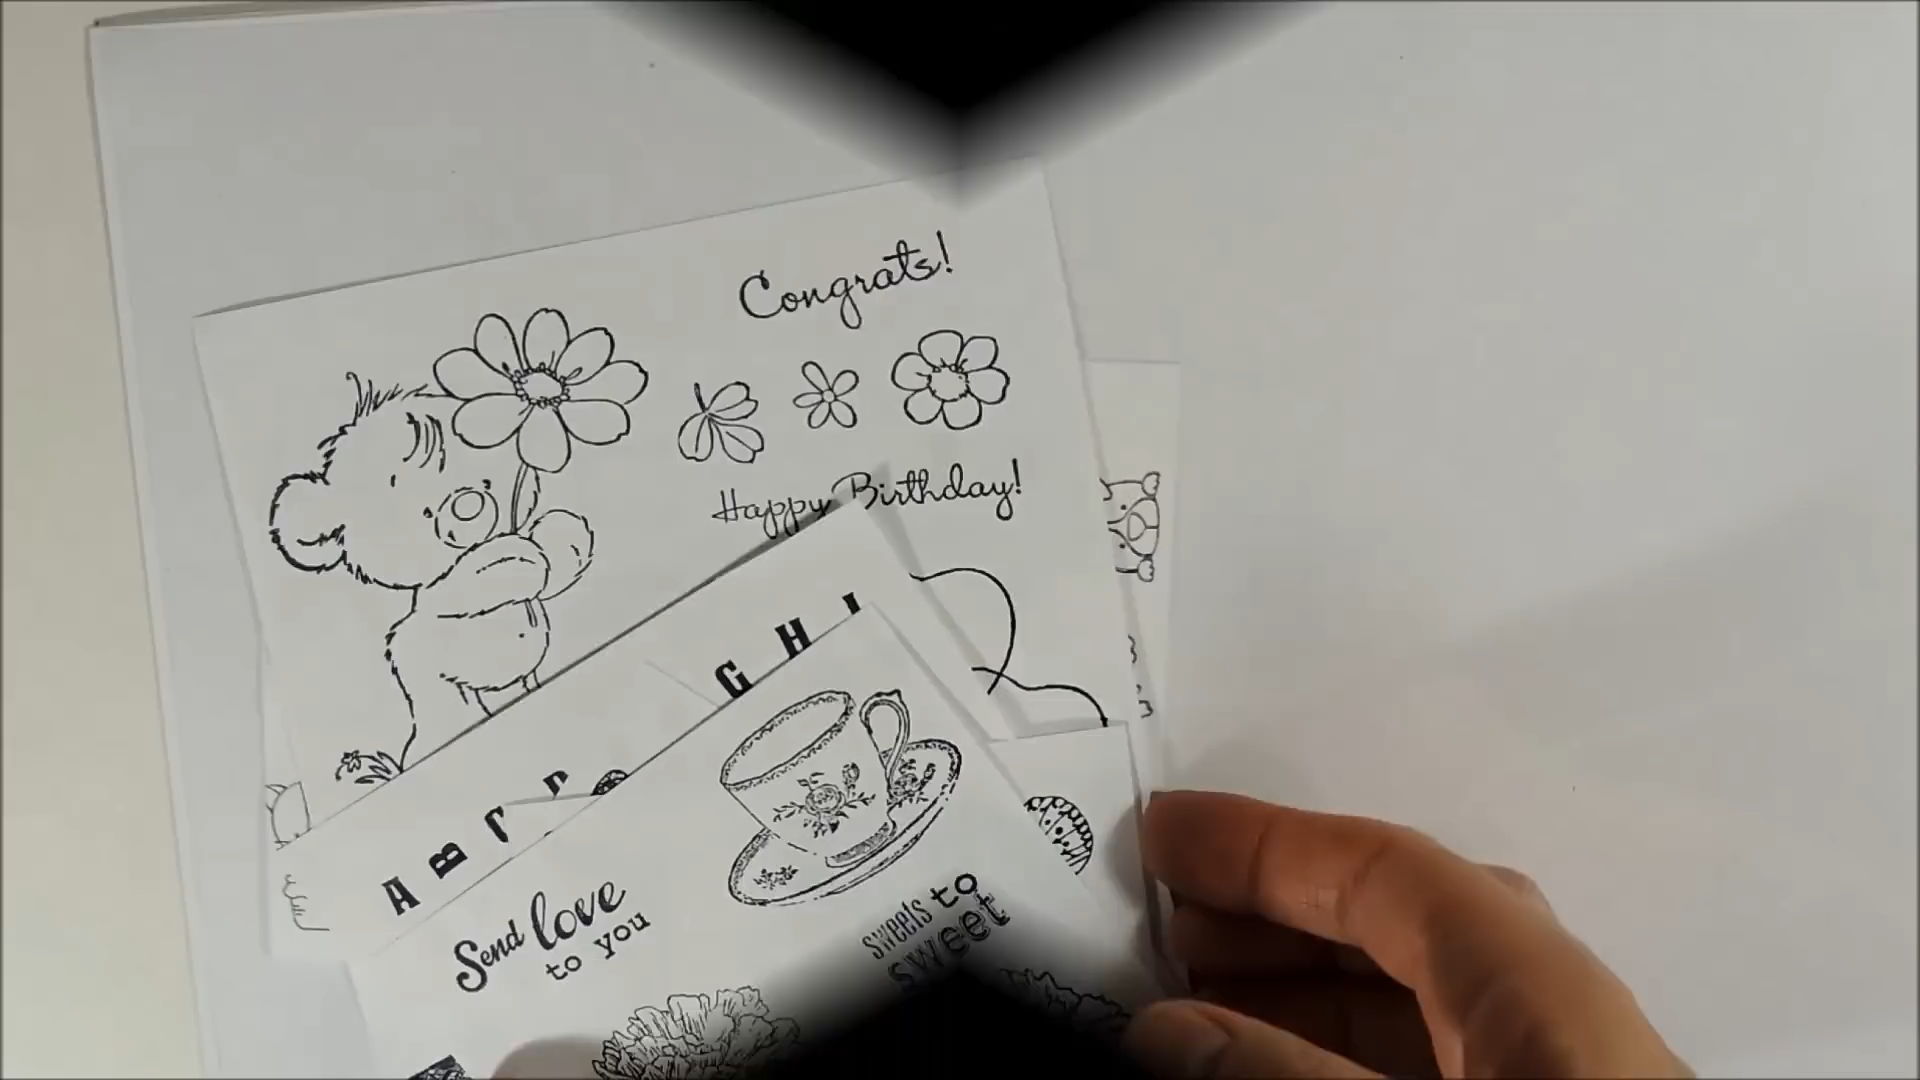 Congrats!
Happy Birthday!
G H
A B C
Send love
to you
sweets to
sweet